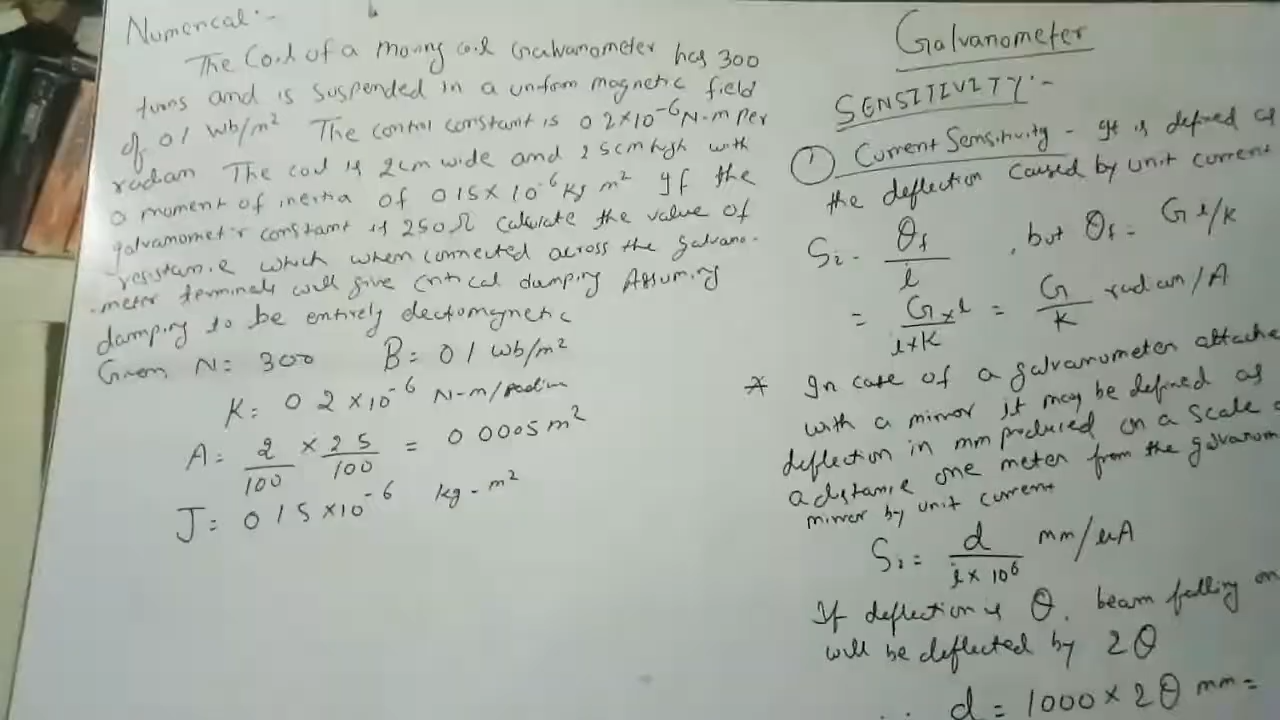 Numerical:-
The Coil of a moving coil Galvanometer has 300
turns and is suspended in a uniform magnetic field
of 0.1 Wb/m² The control constant is 0.2×10⁻⁶ N-m per
radian The coil is 2cm wide and 2.5cm high with
a moment of inertia of 0.15×10⁻⁶ Kg m² If the
galvanometer constant is 250Ω Calculate the value of
resistance which when connected across the galvano-
-meter terminals will give critical damping Assuming
damping to be entirely electromagnetic
Given N= 300 B= 0.1 wb/m²
K= 0.2×10⁻⁶ N-m/radian
A= 2/100 × 2.5/100 = 0.0005m²
J= 0.15×10⁻⁶ kg-m²
Galvanometer
SENSITIVITY:-
① Current Sensitivity - It is defined as
the deflection caused by unit current
Si = θf/i , but θf = Gi/K
= G×i/i×K = G/K radian/A
* In case of a galvanometer attache
with a mirror it may be defined as
deflection in mm produced on a scale
a distance one meter from the galvanom
mirror by unit current
Si = d/i×10⁶ mm/μA
If deflection is θ, beam falling on
will be deflected by 2θ
∴ d = 1000×2θ mm=